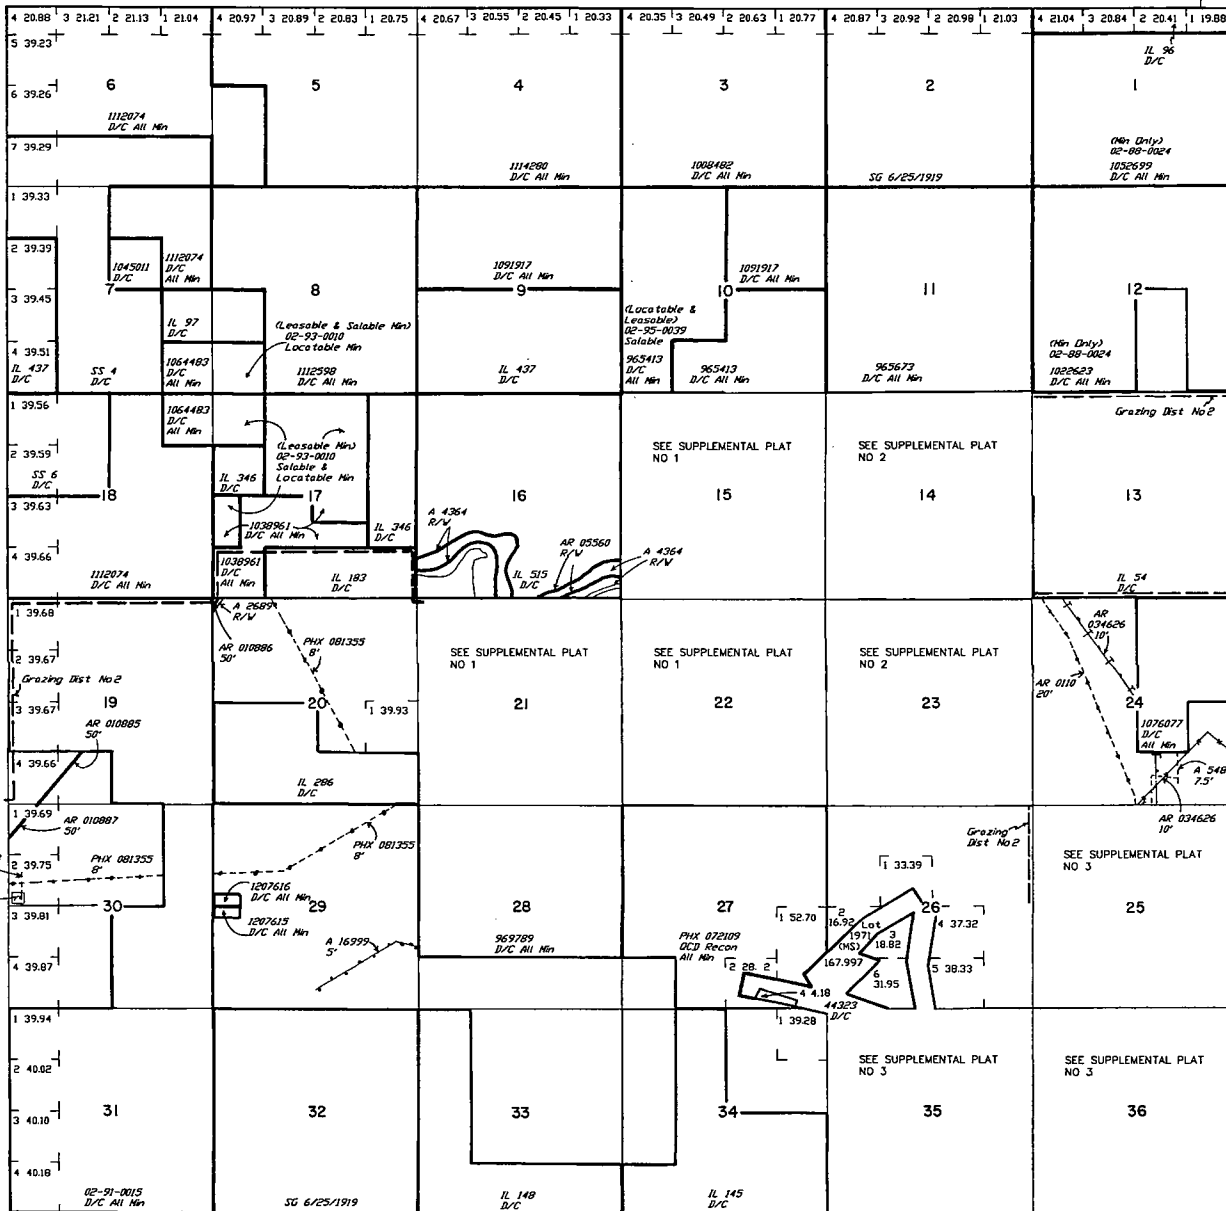 4 20.88 3 21.21 2 21.13 1 21.04 4 20.97 3 20.89 2 20.83 1 20.75 4 20.67 3 20.55 2 20.45 1 20.33 4 20.35 3 20.49 2 20.63 1 20.77 4 20.87 3 20.92 2 20.98 1 21.03 4 21.04 3 20.84 2 20.41 1 19.88
5 39.23
6 39.26
7 39.29
6
1112074
D/C All Min
5
4
1114280
D/C All Min
3
1008482
D/C All Min
2
SG 6/25/1919
IL 96
D/C
1
(Min Only)
02-88-0024
1052699
D/C All Min
1 39.33
2 39.39
3 39.45
4 39.51
IL 437
D/C
1045011
D/C
1112074
D/C
All Min
7
SS 4
D/C
IL 97
D/C
1064483
D/C
All Min
8
(Leasable & Salable Min)
02-93-0010
Locatable Min
1112598
D/C All Min
1091917
D/C All Min
9
IL 437
D/C
1091917
D/C All Min
10
(Locatable &
Leasable)
02-95-0039
Salable
965413
D/C
All Min
965413
D/C All Min
11
965673
D/C All Min
12
(Min Only)
02-88-0024
1022623
D/C All Min
1 39.56
2 39.59
SS 6
D/C
3 39.63
4 39.66
18
1112074
D/C All Min
1064483
D/C
All Min
(Leasable Min)
02-93-0010
Salable &
Locatable Min
IL 346
D/C
17
1038961
D/C All Min
IL 346
D/C
1038961
D/C
All Min
IL 183
D/C
16
A 4364
R/W
AR 05560
R/W
A 4364
R/W
IL 515
D/C
SEE SUPPLEMENTAL PLAT
NO 1
15
SEE SUPPLEMENTAL PLAT
NO 2
14
Grazing Dist No 2
13
IL 54
D/C
1 39.68
2 39.67
Grazing Dist No 2
3 39.67
19
AR 010885
50'
4 39.66
A 2689
R/W
AR 010886
50'
PHX 081355
8'
20
1 39.93
IL 286
D/C
SEE SUPPLEMENTAL PLAT
NO 1
21
SEE SUPPLEMENTAL PLAT
NO 1
22
SEE SUPPLEMENTAL PLAT
NO 2
23
AR
034626
10'
AR 0110
20'
24
1076077
D/C
All Min
A 548
7.5'
AR 034626
10'
1 39.69
AR 010887
50'
2 39.75
PHX 081355
8'
3 39.81
30
4 39.87
PHX 081355
8'
1207616
D/C All Min
29
1207615
D/C All Min
A 16999
5'
28
969789
D/C All Min
27
PHX 072109
OCD Recon
All Min
1 52.70
2 28. 2
4 4.18
Grazing
Dist No 2
1 33.39
2
16.92
Lot
1971
(MS)
167.997
3
18.82
1
26
4 37.32
5 38.33
6
31.95
44323
D/C
SEE SUPPLEMENTAL PLAT
NO 3
25
1 39.94
2 40.02
3 40.10
4 40.18
31
02-91-0015
D/C All Min
32
SG 6/25/1919
33
IL 148
D/C
1 39.28
34
IL 145
D/C
SEE SUPPLEMENTAL PLAT
NO 3
35
SEE SUPPLEMENTAL PLAT
NO 3
36